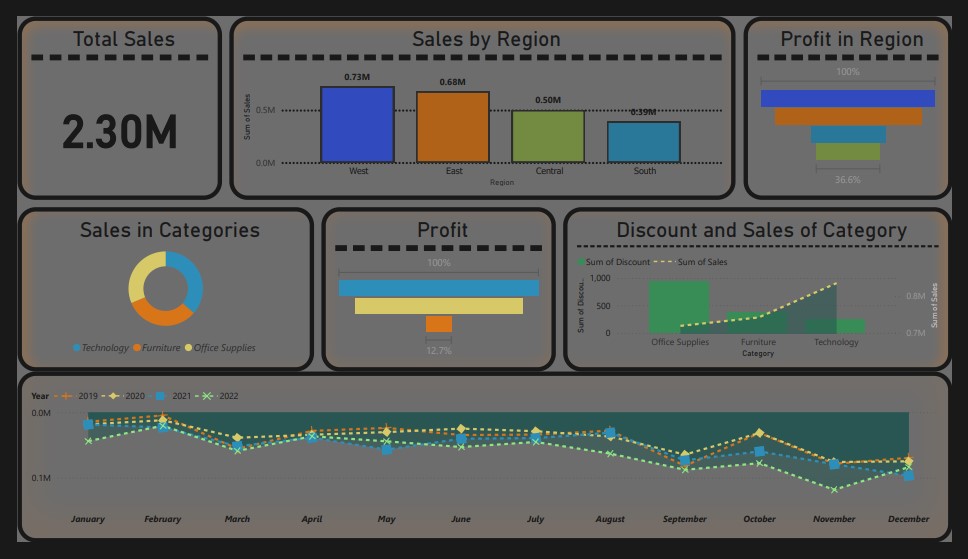 Total Sales
2.30M
Sales by Region
0.73M
0.68M
0.50M
0.39M
0.5M
0.0M
Sum of Sales
West East Central South
Region
Profit in Region
100%
36.6%
Sales in Categories
Technology Furniture Office Supplies
Profit
100%
12.7%
Discount and Sales of Category
Sum of Discount Sum of Sales
1,000
500
0
Sum of Discou...
0.8M
0.7M
Sum of Sales
Office Supplies Furniture Technology
Category
Year 2019 2020 2021 2022
0.0M
0.1M
January February March April May June July August September October November December